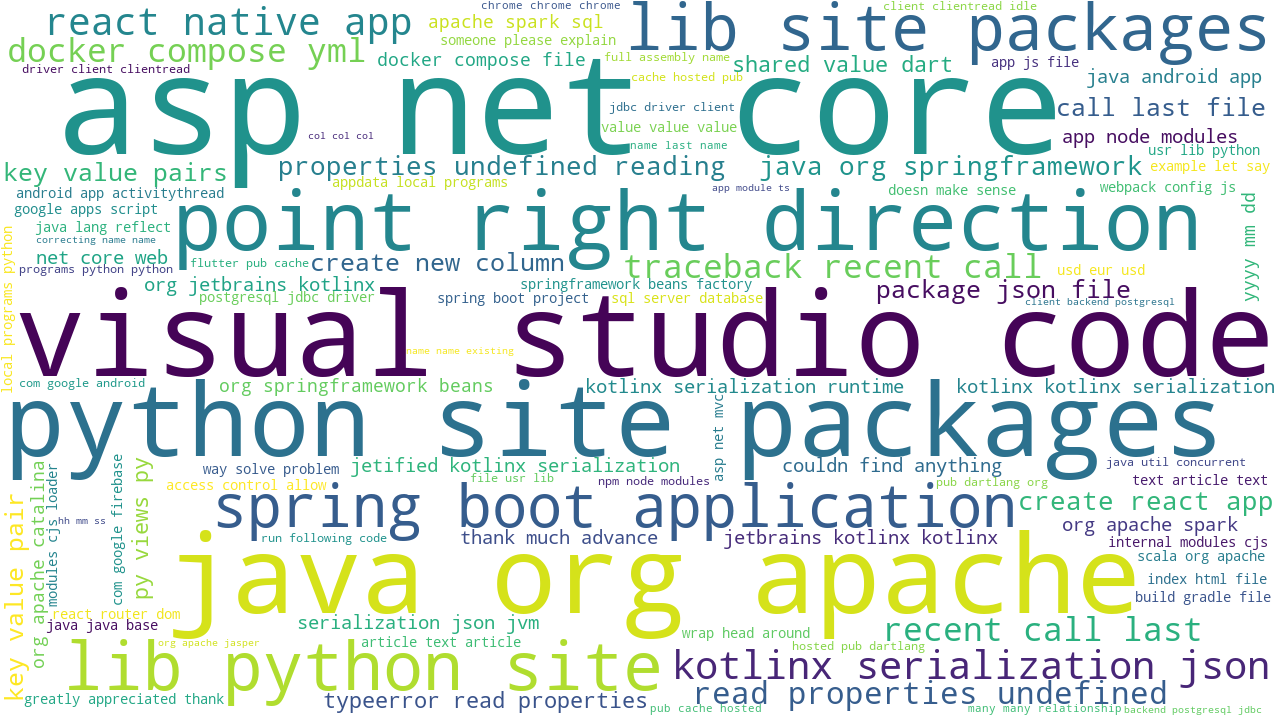 chrome chrome chrome
client clientread idle
react native app
apache spark sql
lib site packages
docker compose yml
someone please explain
docker compose file
full assembly name
shared value dart
app js file
driver client clientread
cache hosted pub
java android app
asp net core
jdbc driver client
call last file
value value value
col col col
app node modules
name last name
usr lib python
key value pairs
properties undefined reading
java org springframework
example let say
appdata local programs
android app activitythread
app module ts
doesn make sense
webpack config js
google apps script
point right direction
yyyy mm dd
java lang reflect
correcting name name
local programs python
net core web
flutter pub cache
create new column
traceback recent call
usd eur usd
programs python python
org jetbrains kotlinx
springframework beans factory
package json file
postgresql jdbc driver
spring boot project
sql server database
client backend postgresql
visual studio code
name name existing
com google android
org springframework beans
kotlinx serialization runtime
kotlinx kotlinx serialization
python site packages
asp net mvc
way solve problem
jetified kotlinx serialization
couldn find anything
java util concurrent
file usr lib
npm node modules
pub dartlang org
text article text
access control allow
org apache catalina
modules cjs loader
com google firebase
py views py
key value pair
spring boot application
create react app
hh mm ss
org apache spark
run following code
thank much advance
jetbrains kotlinx kotlinx
internal modules cjs
scala org apache
java org apache
index html file
build gradle file
react router dom
java java base
serialization json jvm
wrap head around
recent call last
org apache jasper
article text article
hosted pub dartlang
lib python site
kotlinx serialization json
greatly appreciated thank
typeerror read properties
read properties undefined
pub cache hosted
many many relationship
backend postgresql jdbc